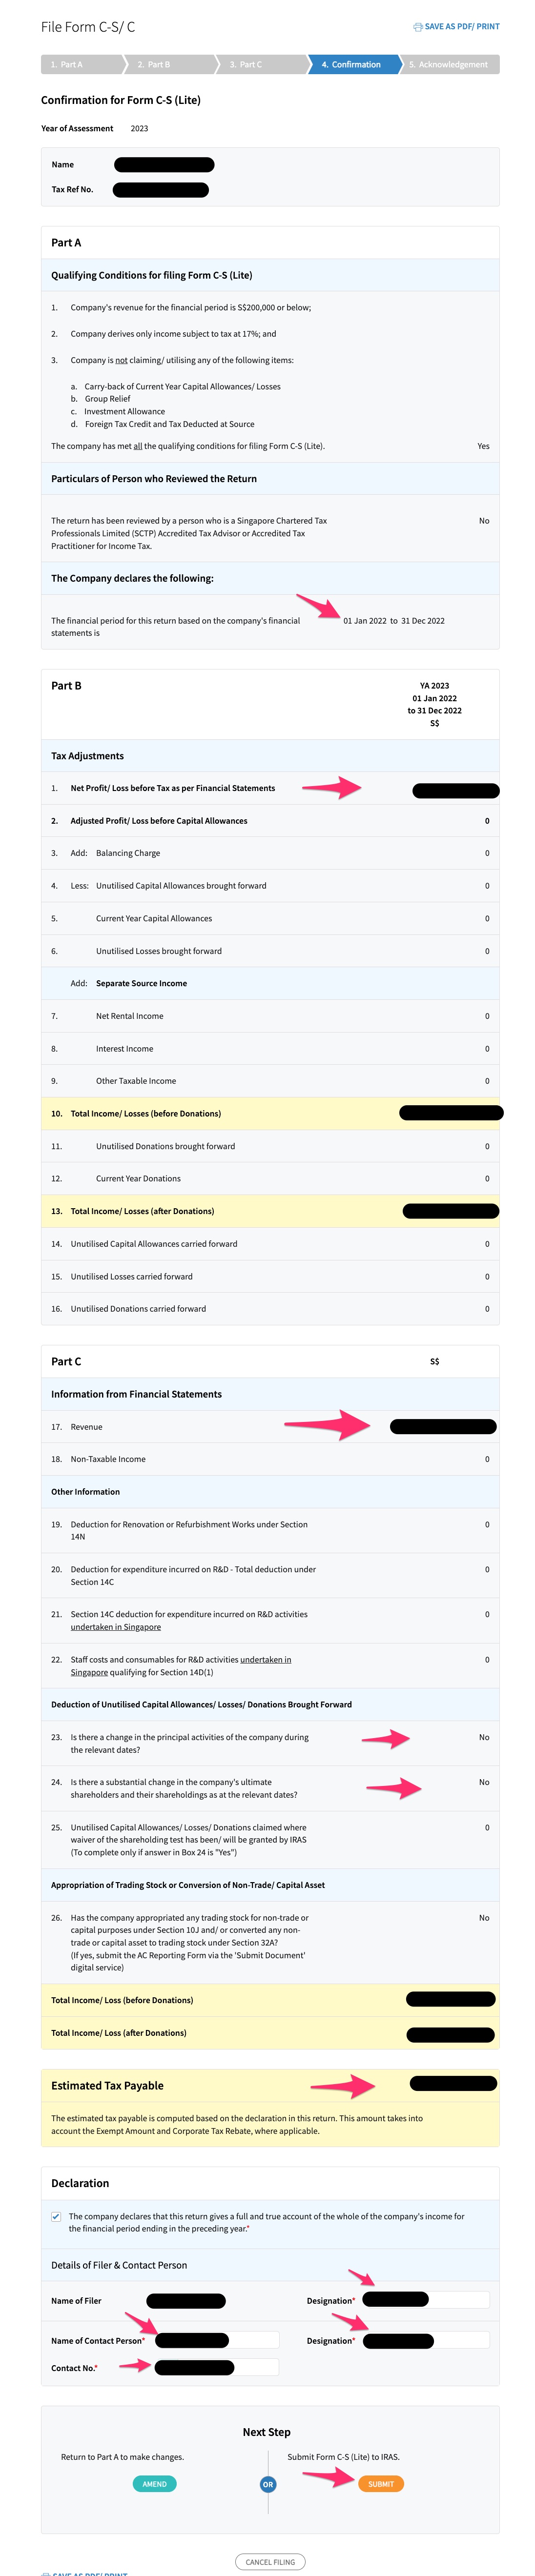 File Form C-S/ C
SAVE AS PDF/ PRINT
1. Part A
2. Part B
3. Part C
4. Confirmation
5. Acknowledgement
Confirmation for Form C-S (Lite)
Year of Assessment 2023
Name
Tax Ref No.
Part A
Qualifying Conditions for filing Form C-S (Lite)
1. Company's revenue for the financial period is S$200,000 or below;
2. Company derives only income subject to tax at 17%; and
3. Company is not claiming/ utilising any of the following items:
a. Carry-back of Current Year Capital Allowances/ Losses
b. Group Relief
c. Investment Allowance
d. Foreign Tax Credit and Tax Deducted at Source
The company has met all the qualifying conditions for filing Form C-S (Lite). Yes
Particulars of Person who Reviewed the Return
The return has been reviewed by a person who is a Singapore Chartered Tax No
Professionals Limited (SCTP) Accredited Tax Advisor or Accredited Tax
Practitioner for Income Tax.
The Company declares the following:
The financial period for this return based on the company's financial 01 Jan 2022 to 31 Dec 2022
statements is
Part B
YA 2023
01 Jan 2022
to 31 Dec 2022
S$
Tax Adjustments
1. Net Profit/ Loss before Tax as per Financial Statements
2. Adjusted Profit/ Loss before Capital Allowances 0
3. Add: Balancing Charge 0
4. Less: Unutilised Capital Allowances brought forward 0
5. Current Year Capital Allowances 0
6. Unutilised Losses brought forward 0
Add: Separate Source Income
7. Net Rental Income 0
8. Interest Income 0
9. Other Taxable Income 0
10. Total Income/ Losses (before Donations)
11. Unutilised Donations brought forward 0
12. Current Year Donations 0
13. Total Income/ Losses (after Donations)
14. Unutilised Capital Allowances carried forward 0
15. Unutilised Losses carried forward 0
16. Unutilised Donations carried forward 0
Part C S$
Information from Financial Statements
17. Revenue
18. Non-Taxable Income 0
Other Information
19. Deduction for Renovation or Refurbishment Works under Section 0
14N
20. Deduction for expenditure incurred on R&D - Total deduction under 0
Section 14C
21. Section 14C deduction for expenditure incurred on R&D activities 0
undertaken in Singapore
22. Staff costs and consumables for R&D activities undertaken in 0
Singapore qualifying for Section 14D(1)
Deduction of Unutilised Capital Allowances/ Losses/ Donations Brought Forward
23. Is there a change in the principal activities of the company during No
the relevant dates?
24. Is there a substantial change in the company's ultimate No
shareholders and their shareholdings as at the relevant dates?
25. Unutilised Capital Allowances/ Losses/ Donations claimed where 0
waiver of the shareholding test has been/ will be granted by IRAS
(To complete only if answer in Box 24 is "Yes")
Appropriation of Trading Stock or Conversion of Non-Trade/ Capital Asset
26. Has the company appropriated any trading stock for non-trade or No
capital purposes under Section 10J and/ or converted any non-
trade or capital asset to trading stock under Section 32A?
(If yes, submit the AC Reporting Form via the 'Submit Document'
digital service)
Total Income/ Loss (before Donations)
Total Income/ Loss (after Donations)
Estimated Tax Payable
The estimated tax payable is computed based on the declaration in this return. This amount takes into
account the Exempt Amount and Corporate Tax Rebate, where applicable.
Declaration
The company declares that this return gives a full and true account of the whole of the company's income for
the financial period ending in the preceding year.*
Details of Filer & Contact Person
Name of Filer
Designation*
Name of Contact Person*
Designation*
Contact No.*
Next Step
Return to Part A to make changes.
AMEND
OR
Submit Form C-S (Lite) to IRAS.
SUBMIT
CANCEL FILING
SAVE AS PDF/ PRINT